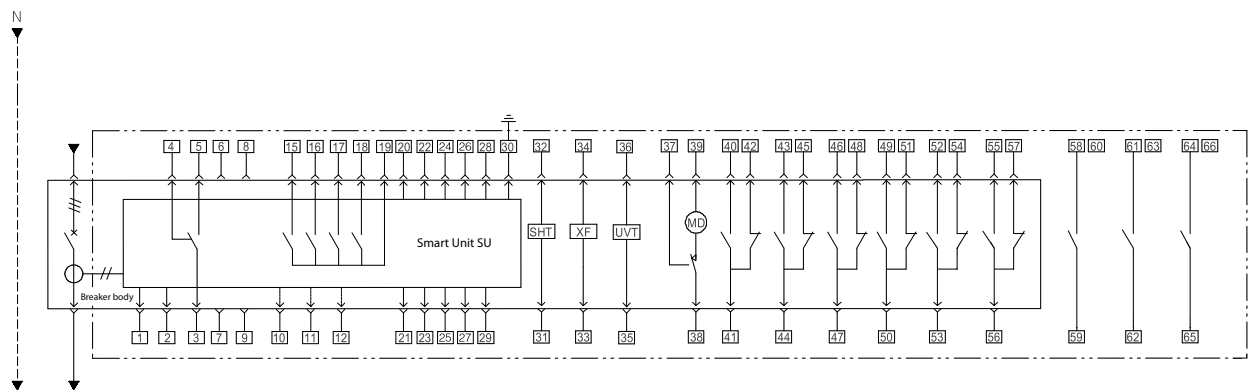 N
4 5 6 8 15 16 17 18 19 20 22 24 26 28 30 32 34 36 37 39 40 42 43 45 46 48 49 51 52 54 55 57 58 60 61 63 64 66
SHT XF UVT MD
Smart Unit SU
Breaker body
1 2 3 7 9 10 11 12 21 23 25 27 29 31 33 35 38 41 44 47 50 53 56 59 62 65